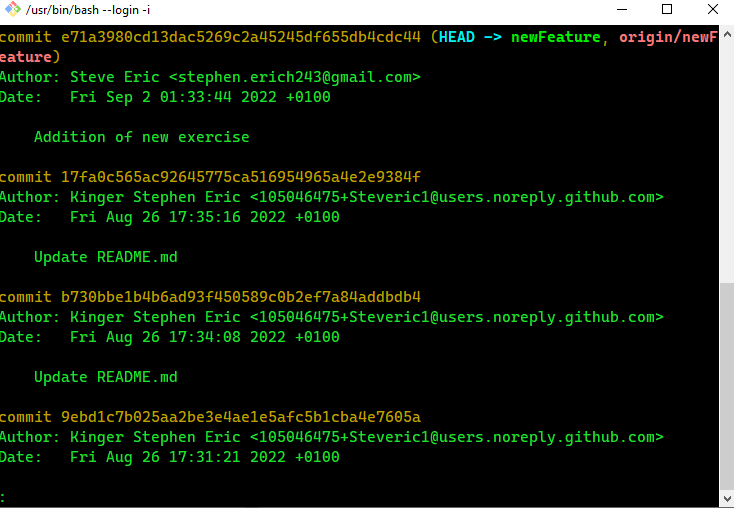 /usr/bin/bash --login -i
commit e71a3980cd13dac5269c2a45245df655db4cdc44 (HEAD -> newFeature, origin/newF
eature)
Author: Steve Eric <stephen.erich243@gmail.com>
Date:   Fri Sep 2 01:33:44 2022 +0100
    Addition of new exercise
commit 17fa0c565ac92645775ca516954965a4e2e9384f
Author: Kinger Stephen Eric <105046475+Steveric1@users.noreply.github.com>
Date:   Fri Aug 26 17:35:16 2022 +0100
    Update README.md
commit b730bbe1b4b6ad93f450589c0b2ef7a84addbdb4
Author: Kinger Stephen Eric <105046475+Steveric1@users.noreply.github.com>
Date:   Fri Aug 26 17:34:08 2022 +0100
    Update README.md
commit 9ebd1c7b025aa2be3e4ae1e5afc5b1cba4e7605a
Author: Kinger Stephen Eric <105046475+Steveric1@users.noreply.github.com>
Date:   Fri Aug 26 17:31:21 2022 +0100
: